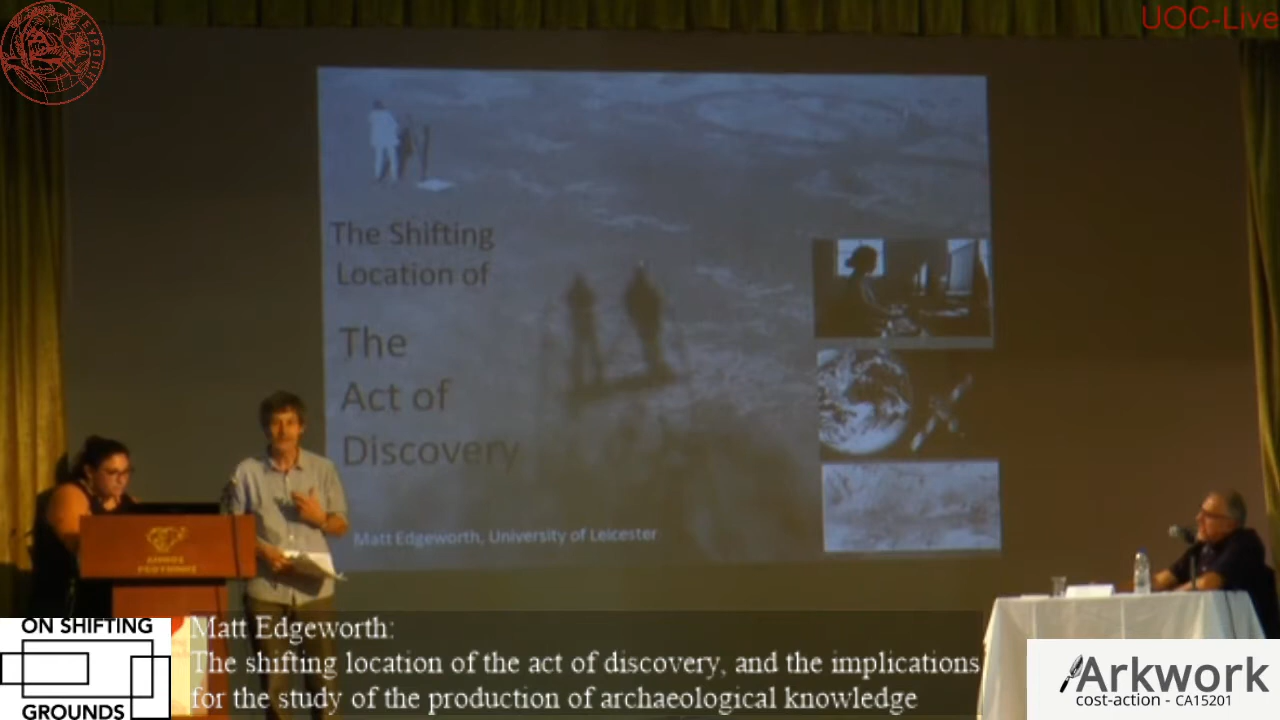 UOC-Live
The Shifting
Location of
The
Act of
Discovery
Matt Edgeworth, University of Leicester
ΔΗΜΟΣ
ΡΕΘΥΜΝΗΣ
ON SHIFTING
GROUNDS
Matt Edgeworth:
The shifting location of the act of discovery, and the implications
for the study of the production of archaeological knowledge
Arkwork
cost-action - CA15201